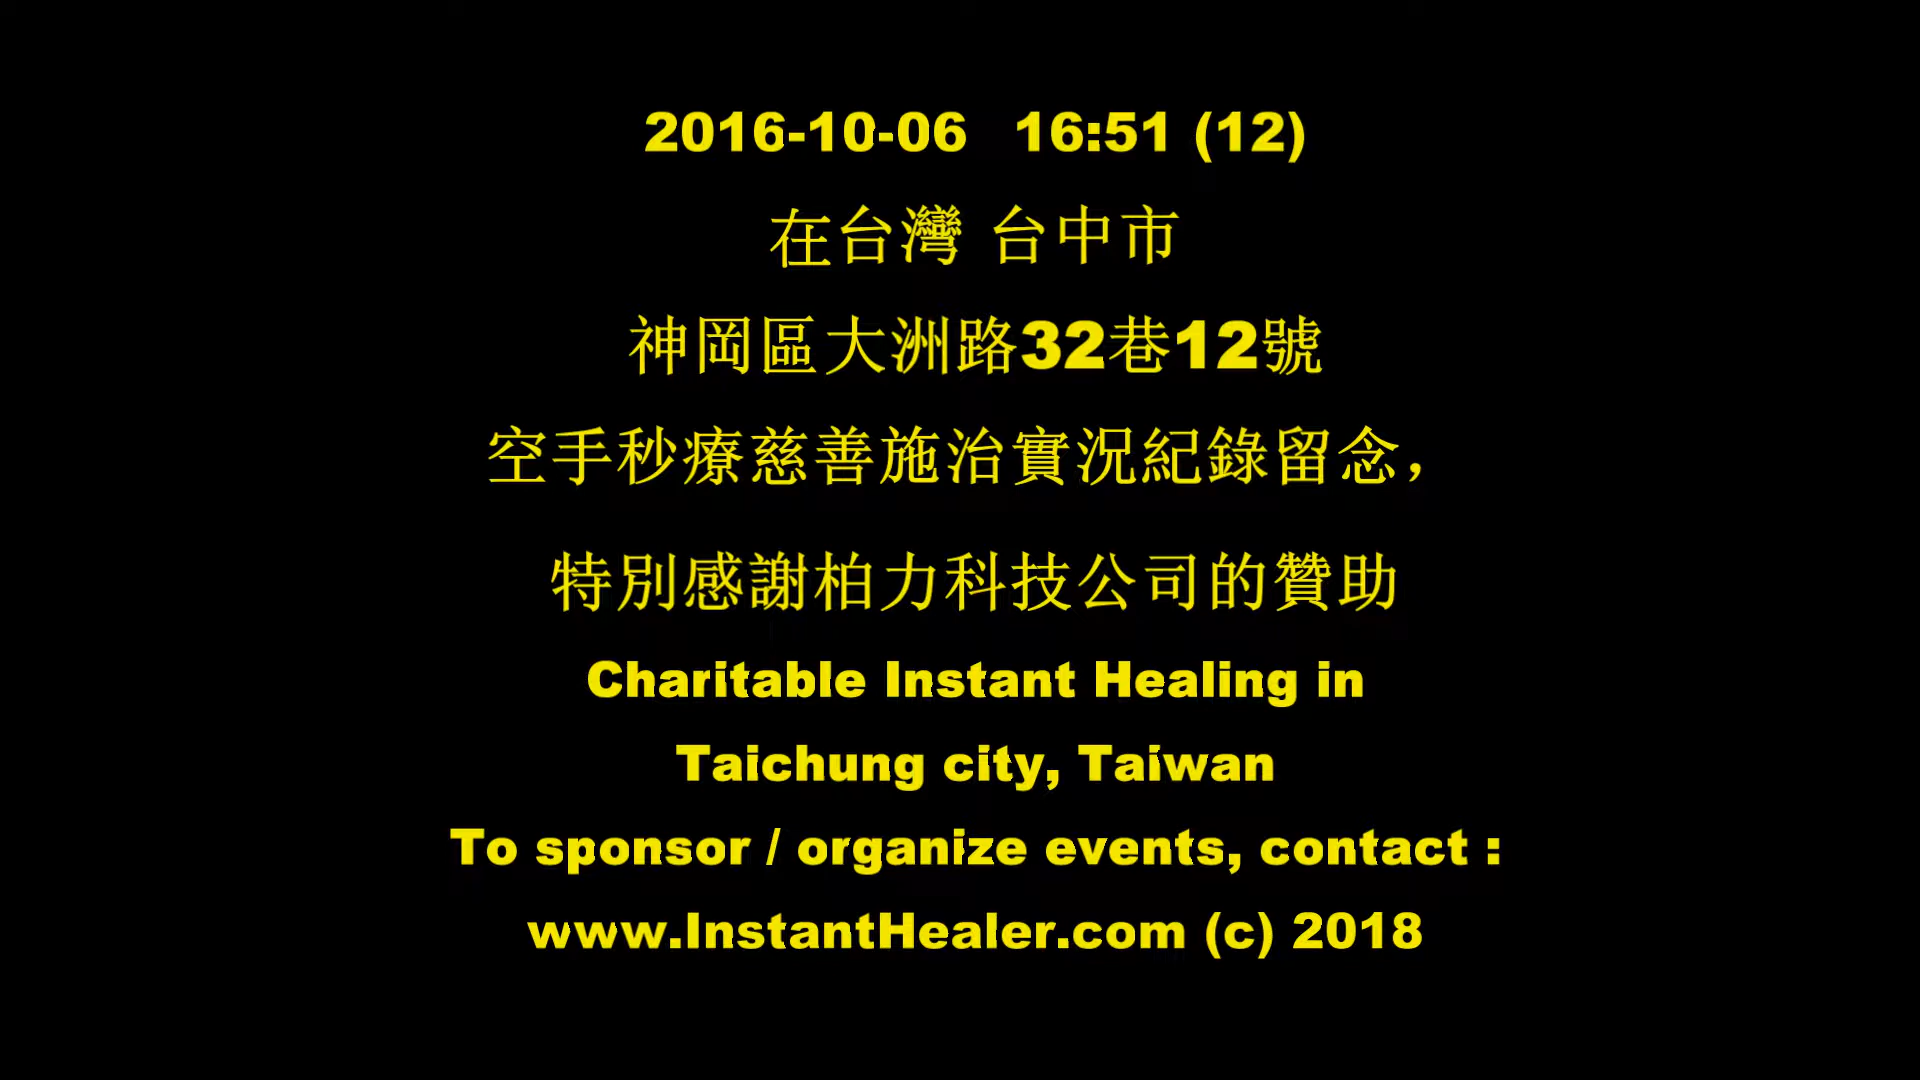 2016-10-06 16:51 (12)
在台灣 台中市
神岡區大洲路32巷12號
空手秒療慈善施治實況紀錄留念，
特別感謝柏力科技公司的贊助
Charitable Instant Healing in
Taichung city, Taiwan
To sponsor / organize events, contact :
www.InstantHealer.com (c) 2018